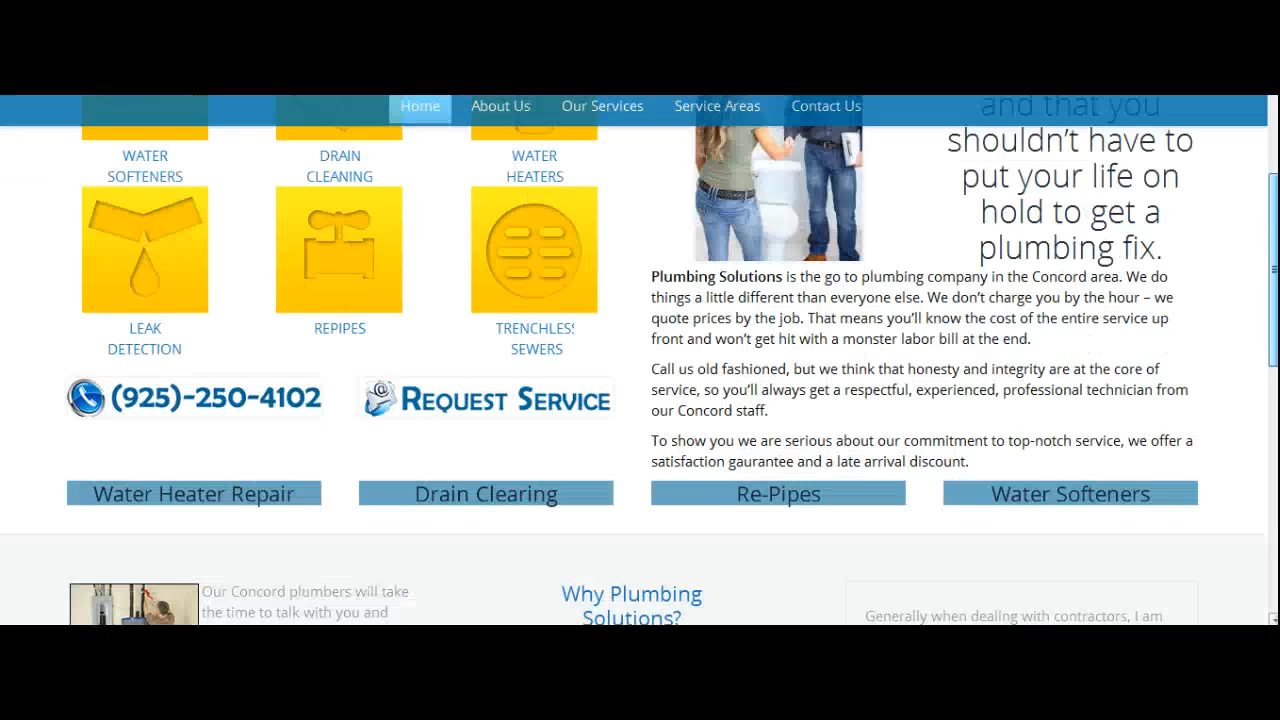 Home About Us Our Services Service Areas Contact Us
and that you
shouldn't have to
put your life on
hold to get a
plumbing fix.
WATER
SOFTENERS
DRAIN
CLEANING
WATER
HEATERS
LEAK
DETECTION
REPIPES
TRENCHLESS
SEWERS
(925)-250-4102
REQUEST SERVICE
Plumbing Solutions is the go to plumbing company in the Concord area. We do
things a little different than everyone else. We don't charge you by the hour – we
quote prices by the job. That means you'll know the cost of the entire service up
front and won't get hit with a monster labor bill at the end.
Call us old fashioned, but we think that honesty and integrity are at the core of
service, so you'll always get a respectful, experienced, professional technician from
our Concord staff.
To show you we are serious about our commitment to top-notch service, we offer a
satisfaction gaurantee and a late arrival discount.
Water Heater Repair
Drain Clearing
Re-Pipes
Water Softeners
Our Concord plumbers will take
the time to talk with you and
Why Plumbing
Solutions?
Generally when dealing with contractors, I am